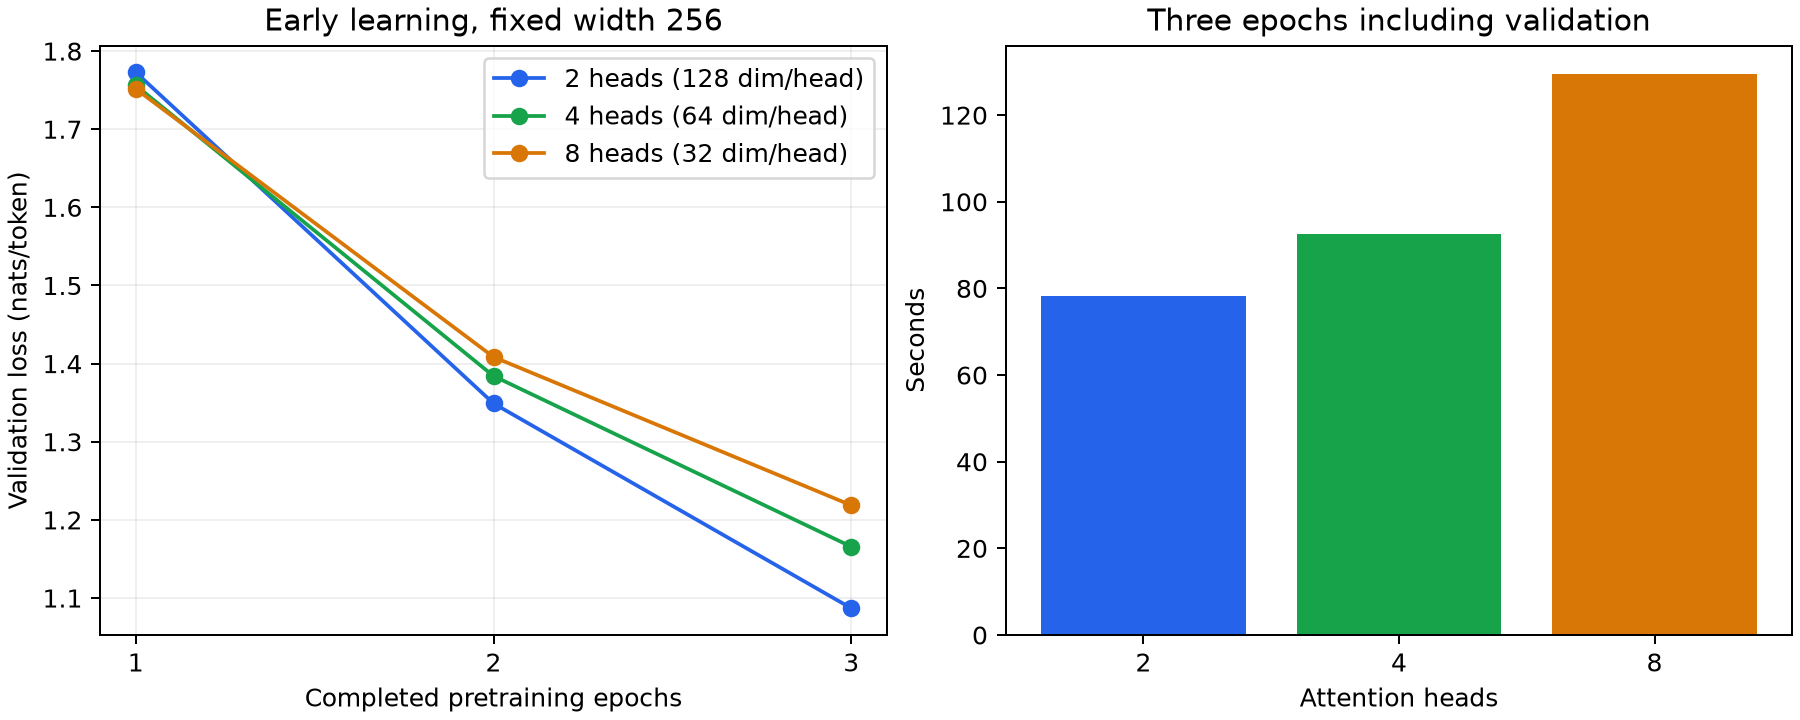 Early learning, fixed width 256
1.8
1.7
1.6
1.5
1.4
1.3
1.2
1.1
Validation loss (nats/token)
2 heads (128 dim/head)
4 heads (64 dim/head)
8 heads (32 dim/head)
1 2 3
Completed pretraining epochs
Three epochs including validation
120
100
80
60
40
20
0
Seconds
2 4 8
Attention heads